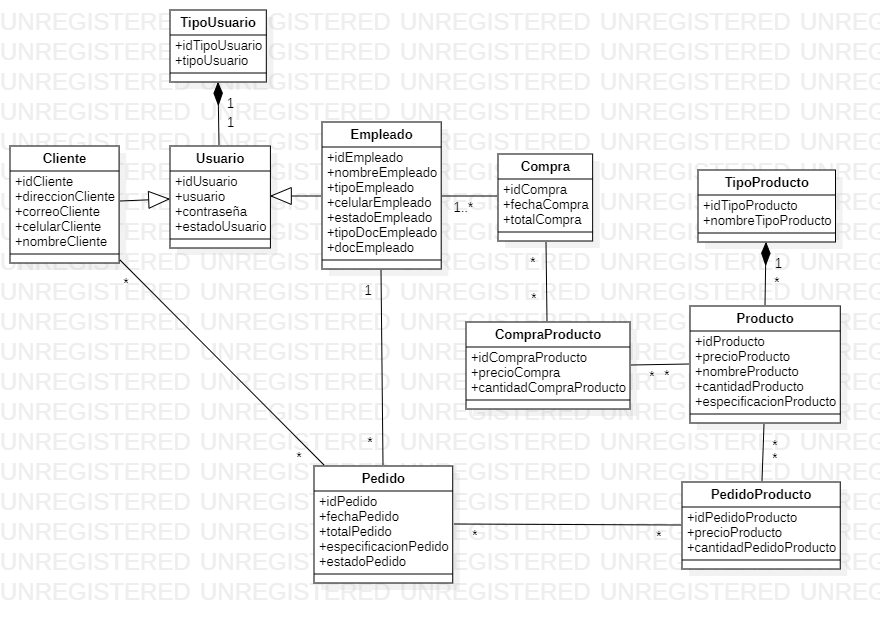 TipoUsuario
+idTipoUsuario
+tipoUsuario
1
1
Cliente
+idCliente
+direccionCliente
+correoCliente
+celularCliente
+nombreCliente
*
Usuario
+idUsuario
+usuario
+contraseña
+estadoUsuario
Empleado
+idEmpleado
+nombreEmpleado
+tipoEmpleado
+celularEmpleado
+estadoEmpleado
+tipoDocEmpleado
+docEmpleado
1
1..*
Compra
+idCompra
+fechaCompra
+totalCompra
*
*
TipoProducto
+idTipoProducto
+nombreTipoProducto
1
*
CompraProducto
+idCompraProducto
+precioCompra
+cantidadCompraProducto
* *
Producto
+idProducto
+precioProducto
+nombreProducto
+cantidadProducto
+especificacionProducto
*
*
*
*
Pedido
+idPedido
+fechaPedido
+totalPedido
+especificacionPedido
+estadoPedido
*
*
PedidoProducto
+idPedidoProducto
+precioProducto
+cantidadPedidoProducto
UNREGISTERED UNREGISTERED UNREGISTERED UNREGISTERED UNREG